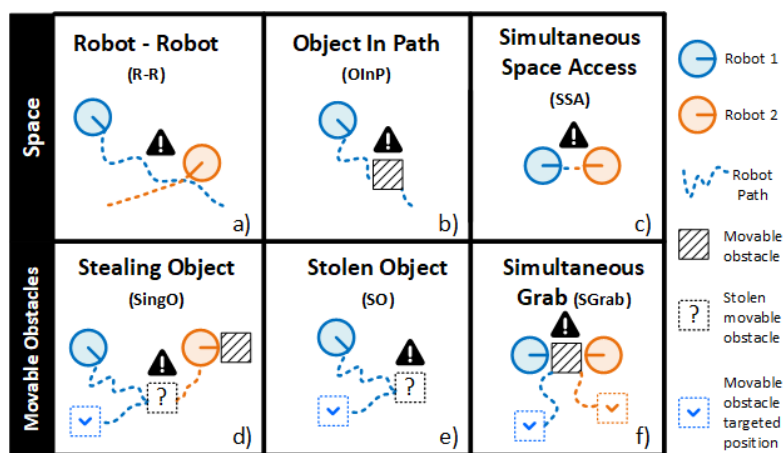 Space
Robot - Robot
(R-R)
a)
Object In Path
(OInP)
b)
Simultaneous
Space Access
(SSA)
c)
Movable Obstacles
Stealing Object
(SingO)
?
d)
Stolen Object
(SO)
?
e)
Simultaneous
Grab (SGrab)
f)
Robot 1
Robot 2
Robot
Path
Movable
obstacle
?
Stolen
movable
obstacle
Movable
obstacle
targeted
position